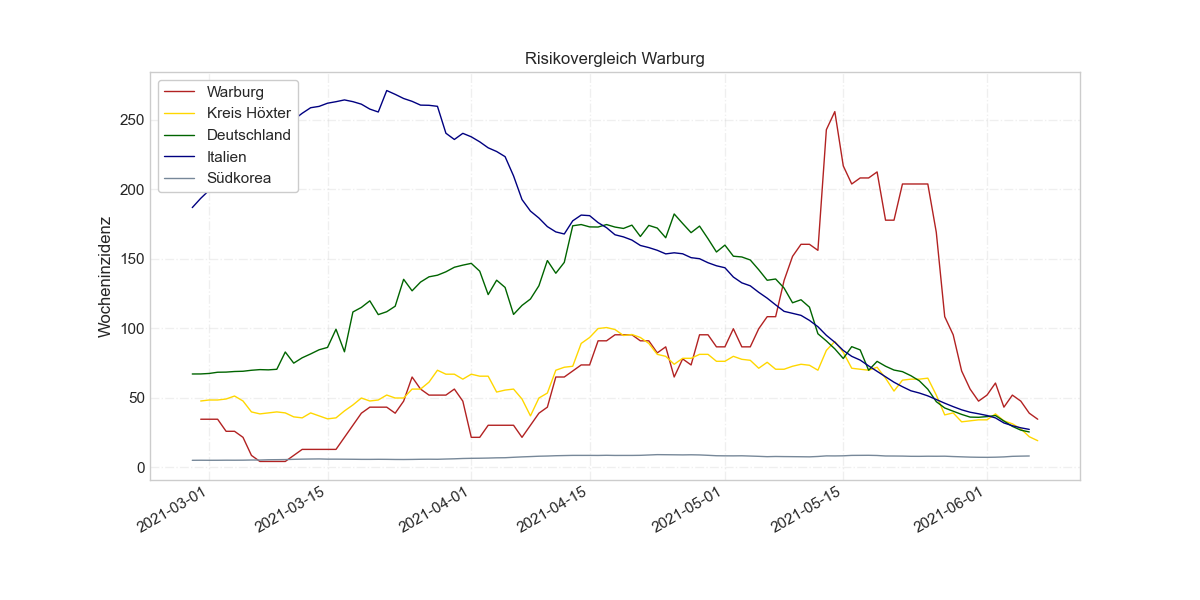 Risikovergleich Warburg
Warburg
Kreis Höxter
Deutschland
Italien
Südkorea
Wocheninzidenz
250
200
150
100
50
0
2021-03-01
2021-03-15
2021-04-01
2021-04-15
2021-05-01
2021-05-15
2021-06-01